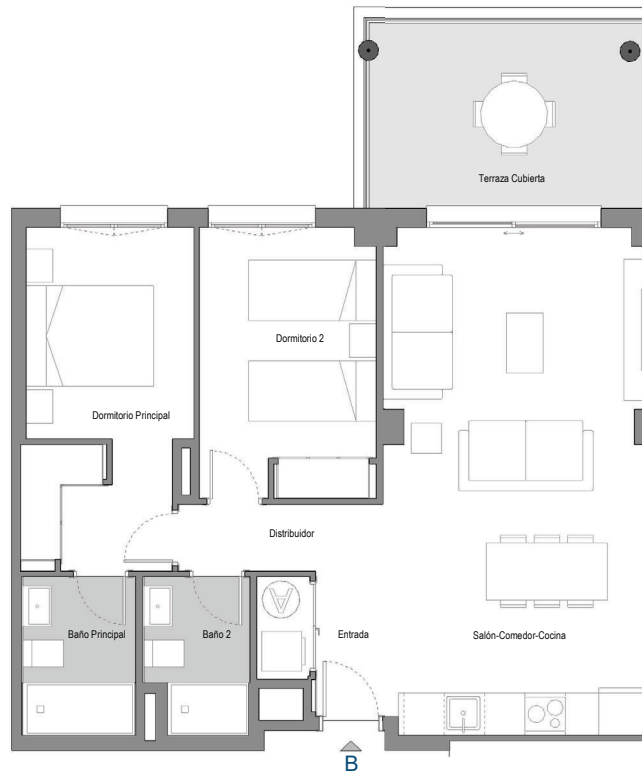 Terraza Cubierta
Dormitorio 2
Dormitorio Principal
Distribuidor
Baño Principal
Baño 2
Entrada
Salón-Comedor-Cocina
A
B